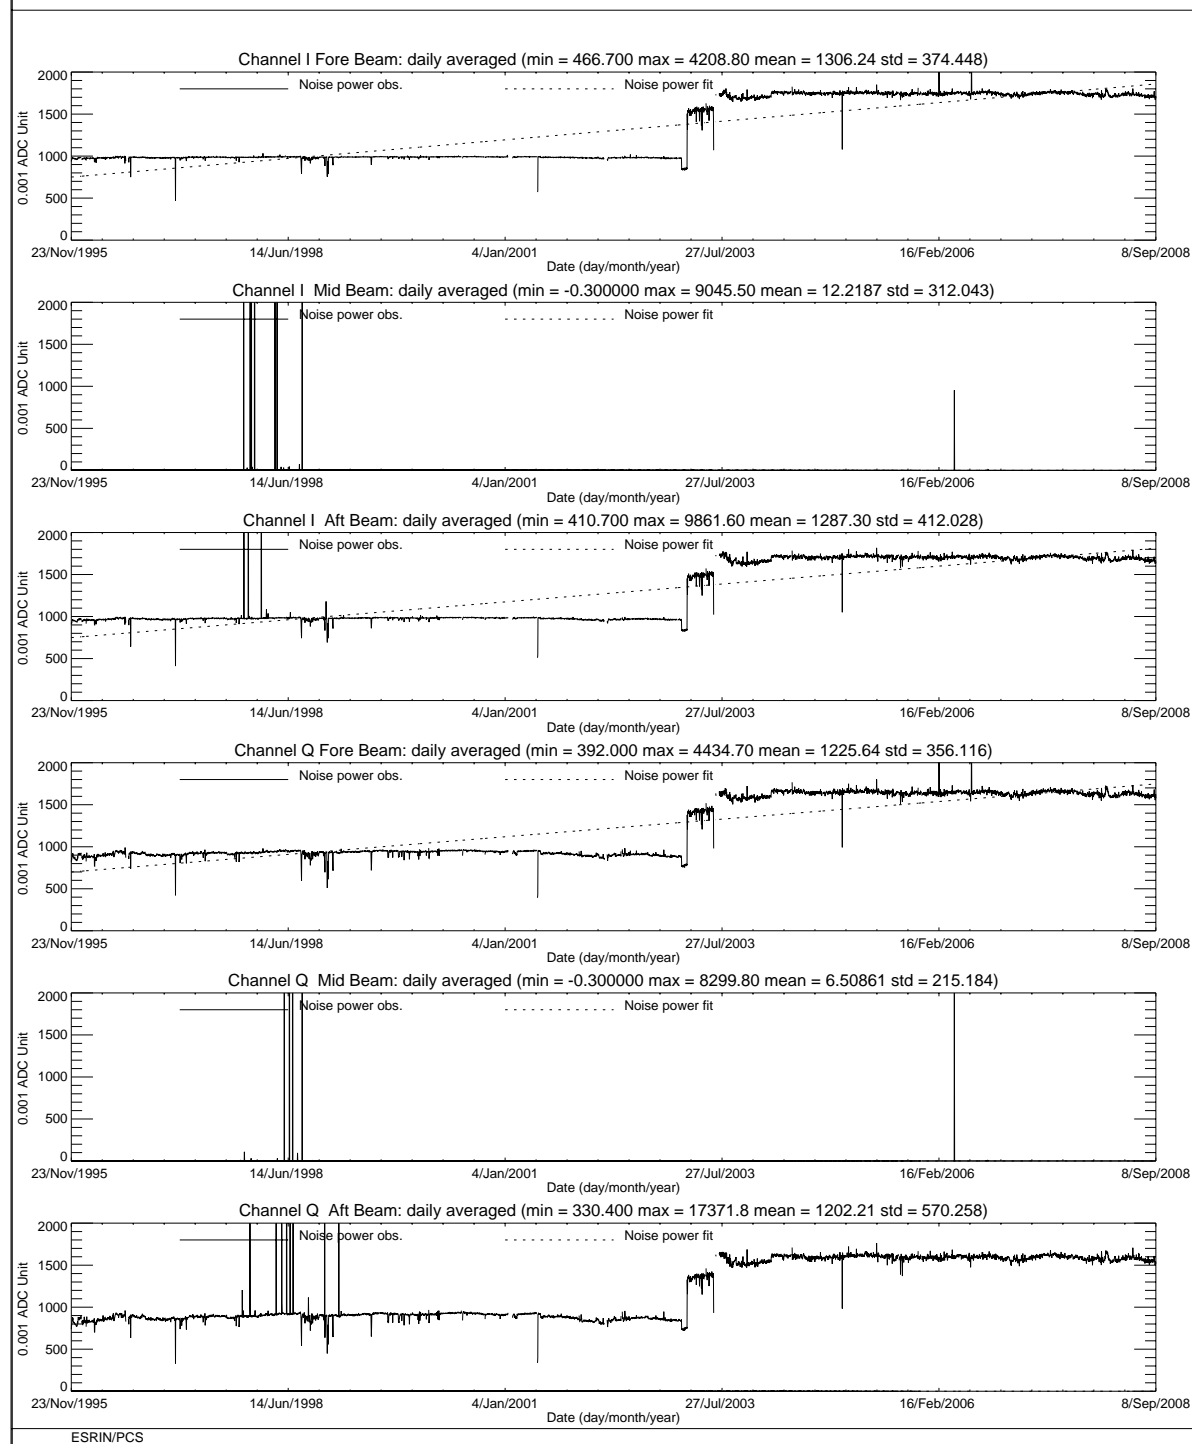 Channel I Fore Beam: daily averaged (min = 466.700 max = 4208.80 mean = 1306.24 std = 374.448)
Noise power obs.
Noise power fit
0.001 ADC Unit
2000
1500
1000
500
0
23/Nov/1995
14/Jun/1998
4/Jan/2001
27/Jul/2003
16/Feb/2006
8/Sep/2008
Date (day/month/year)
Channel I Mid Beam: daily averaged (min = -0.300000 max = 9045.50 mean = 12.2187 std = 312.043)
Noise power obs.
Noise power fit
0.001 ADC Unit
2000
1500
1000
500
0
23/Nov/1995
14/Jun/1998
4/Jan/2001
27/Jul/2003
16/Feb/2006
8/Sep/2008
Date (day/month/year)
Channel I Aft Beam: daily averaged (min = 410.700 max = 9861.60 mean = 1287.30 std = 412.028)
Noise power obs.
Noise power fit
0.001 ADC Unit
2000
1500
1000
500
0
23/Nov/1995
14/Jun/1998
4/Jan/2001
27/Jul/2003
16/Feb/2006
8/Sep/2008
Date (day/month/year)
Channel Q Fore Beam: daily averaged (min = 392.000 max = 4434.70 mean = 1225.64 std = 356.116)
Noise power obs.
Noise power fit
0.001 ADC Unit
2000
1500
1000
500
0
23/Nov/1995
14/Jun/1998
4/Jan/2001
27/Jul/2003
16/Feb/2006
8/Sep/2008
Date (day/month/year)
Channel Q Mid Beam: daily averaged (min = -0.300000 max = 8299.80 mean = 6.50861 std = 215.184)
Noise power obs.
Noise power fit
0.001 ADC Unit
2000
1500
1000
500
0
23/Nov/1995
14/Jun/1998
4/Jan/2001
27/Jul/2003
16/Feb/2006
8/Sep/2008
Date (day/month/year)
Channel Q Aft Beam: daily averaged (min = 330.400 max = 17371.8 mean = 1202.21 std = 570.258)
Noise power obs.
Noise power fit
0.001 ADC Unit
2000
1500
1000
500
0
23/Nov/1995
14/Jun/1998
4/Jan/2001
27/Jul/2003
16/Feb/2006
8/Sep/2008
Date (day/month/year)
ESRIN/PCS